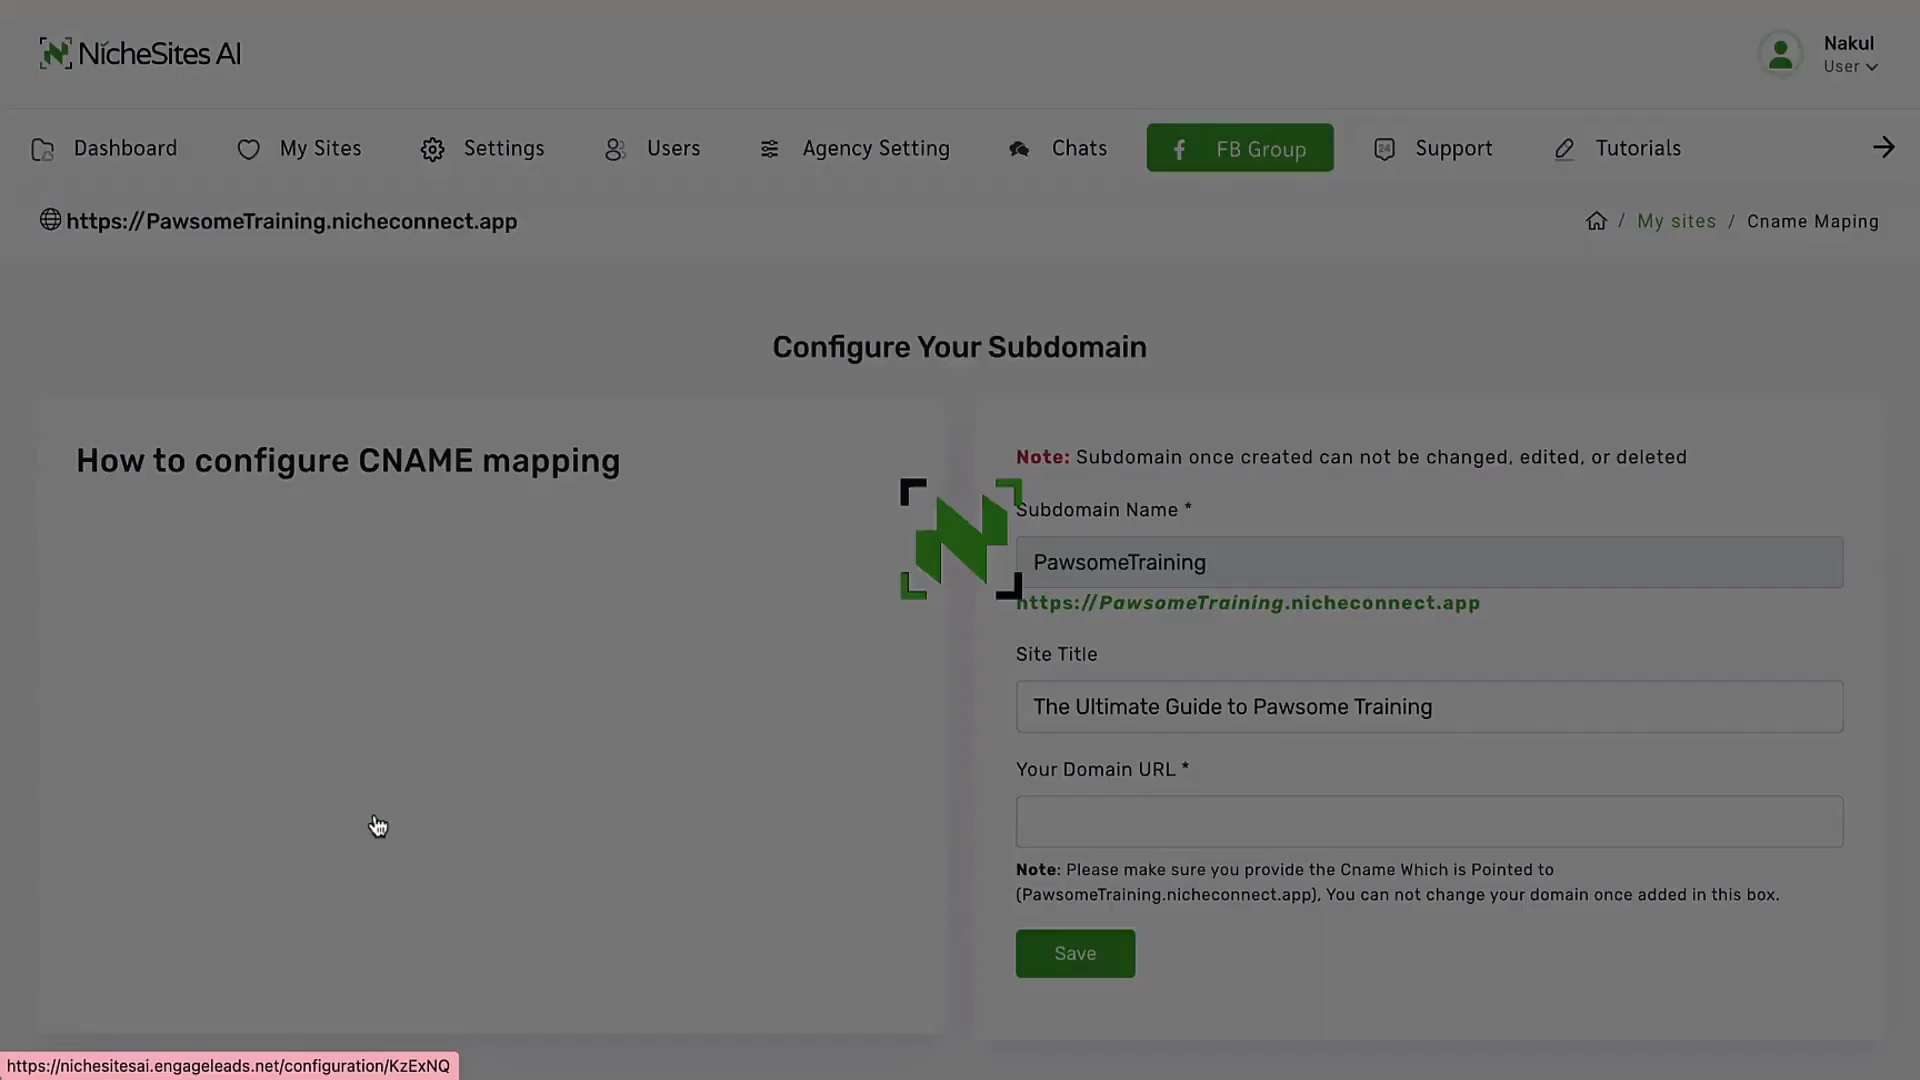 NicheSites AI
Nakul
User
Dashboard
My Sites
Settings
Users
Agency Setting
Chats
FB Group
Support
Tutorials
https://PawsomeTraining.nicheconnect.app
/ My sites / Cname Maping
Configure Your Subdomain
How to configure CNAME mapping
Note: Subdomain once created can not be changed, edited, or deleted
Subdomain Name *
PawsomeTraining
https://PawsomeTraining.nicheconnect.app
Site Title
The Ultimate Guide to Pawsome Training
Your Domain URL *
Note: Please make sure you provide the Cname Which is Pointed to
(PawsomeTraining.nicheconnect.app), You can not change your domain once added in this box.
Save
https://nichesitesai.engageleads.net/configuration/KzExNQ